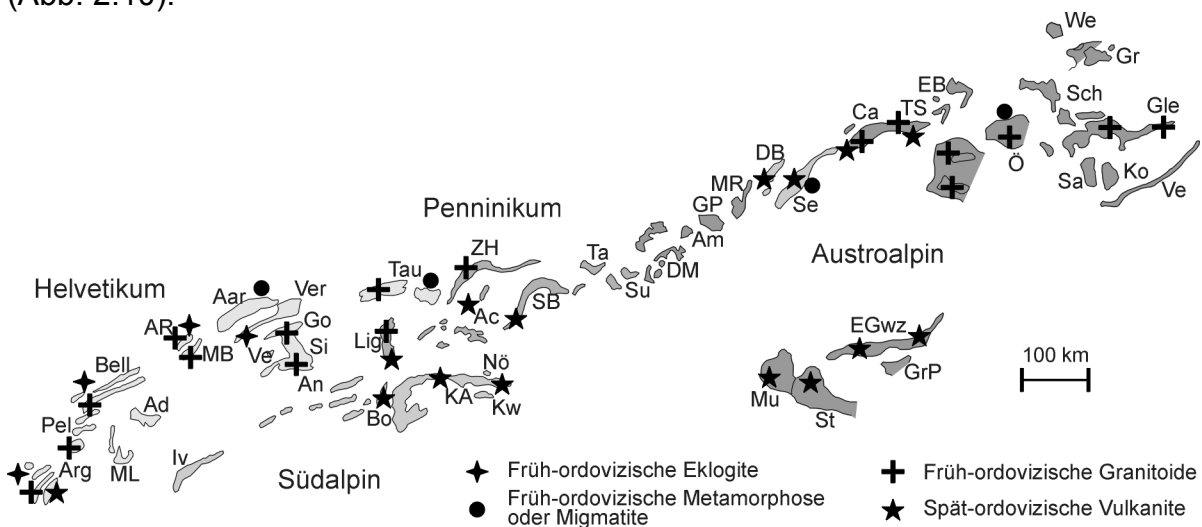 (Abb. 2.10).
We
Gr
EB
Sch
Ca
TS
Gle
DB
Ö
MR
Se
Sa
Ko
Ve
GP
Penninikum
Am
ZH
Austroalpin
Ta
DM
Tau
Su
Helvetikum
Ver
Aar
SB
Ac
Go
AR
EGwz
Si
Lig
MB
Ve
100 km
Nö
GrP
Bell
An
KA
Kw
Mu
Ad
Bo
St
Pel
Iv
Arg
ML
Südalpin
Früh-ordovizische Eklogite
Früh-ordovizische Metamorphose
oder Migmatite
Früh-ordovizische Granitoide
Spät-ordovizische Vulkanite